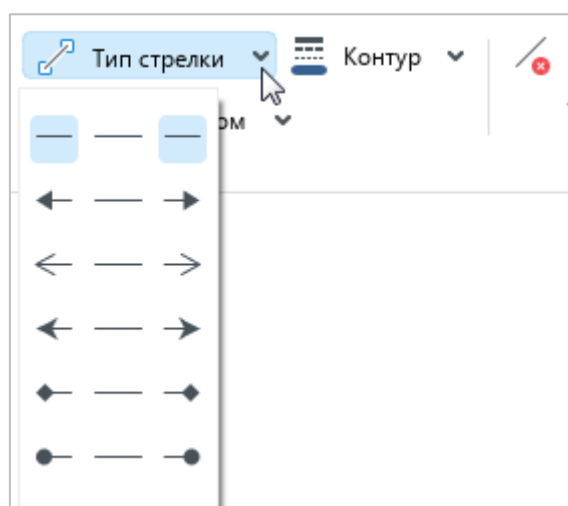 Тип стрелки
Контур
ом